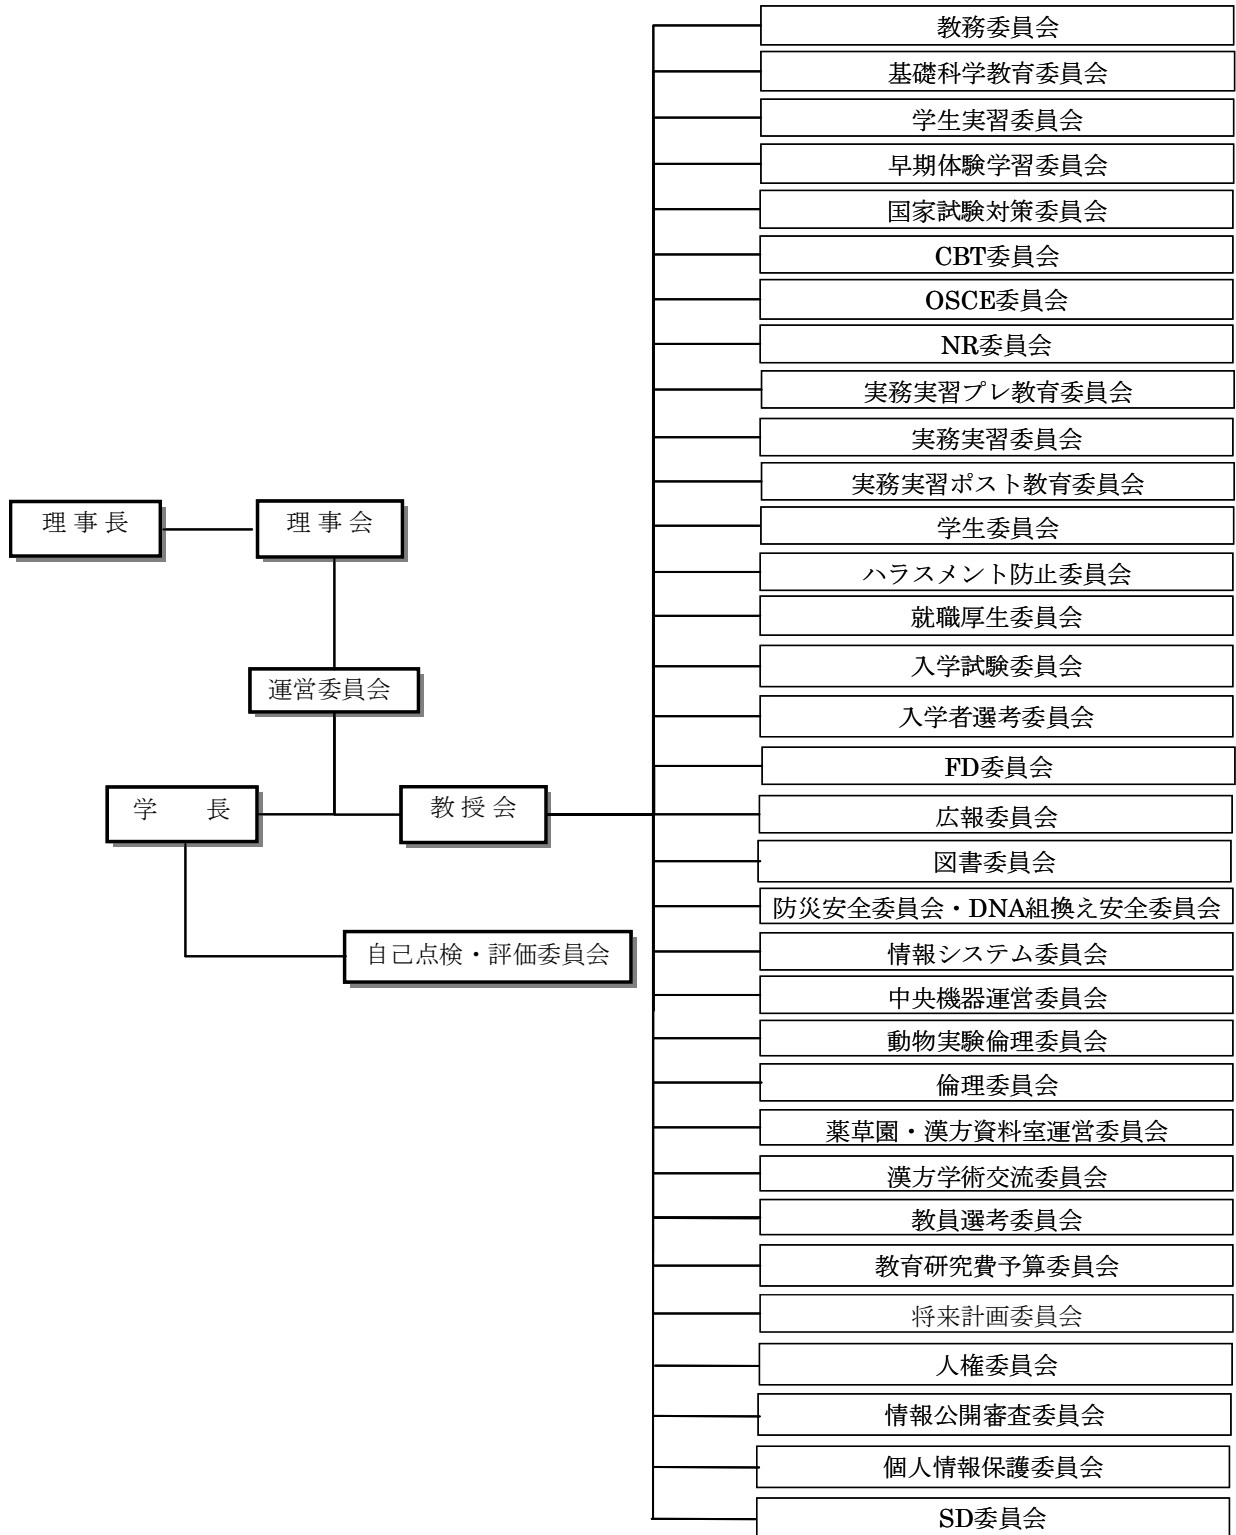 理事長
理事会
運営委員会
学　　長
教授会
自己点検・評価委員会
教務委員会
基礎科学教育委員会
学生実習委員会
早期体験学習委員会
国家試験対策委員会
CBT委員会
OSCE委員会
NR委員会
実務実習プレ教育委員会
実務実習委員会
実務実習ポスト教育委員会
学生委員会
ハラスメント防止委員会
就職厚生委員会
入学試験委員会
入学者選考委員会
FD委員会
広報委員会
図書委員会
防災安全委員会・DNA組換え安全委員会
情報システム委員会
中央機器運営委員会
動物実験倫理委員会
倫理委員会
薬草園・漢方資料室運営委員会
漢方学術交流委員会
教員選考委員会
教育研究費予算委員会
将来計画委員会
人権委員会
情報公開審査委員会
個人情報保護委員会
SD委員会